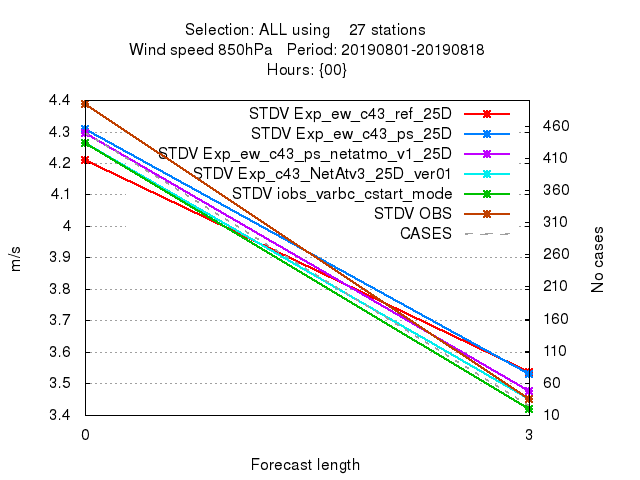 Selection: ALL using 27 stations
Wind speed 850hPa Period: 20190801-20190818
Hours: {00}
STDV Exp_ew_c43_ref_25D
STDV Exp_ew_c43_ps_25D
STDV Exp_ew_c43_ps_netatmo_v1_25D
STDV Exp_c43_NetAtv3_25D_ver01
STDV iobs_varbc_cstart_mode
STDV OBS
CASES
4.4
4.3
4.2
4.1
4
3.9
3.8
3.7
3.6
3.5
3.4
m/s
460
410
360
310
260
210
160
110
60
10
No cases
0
3
Forecast length